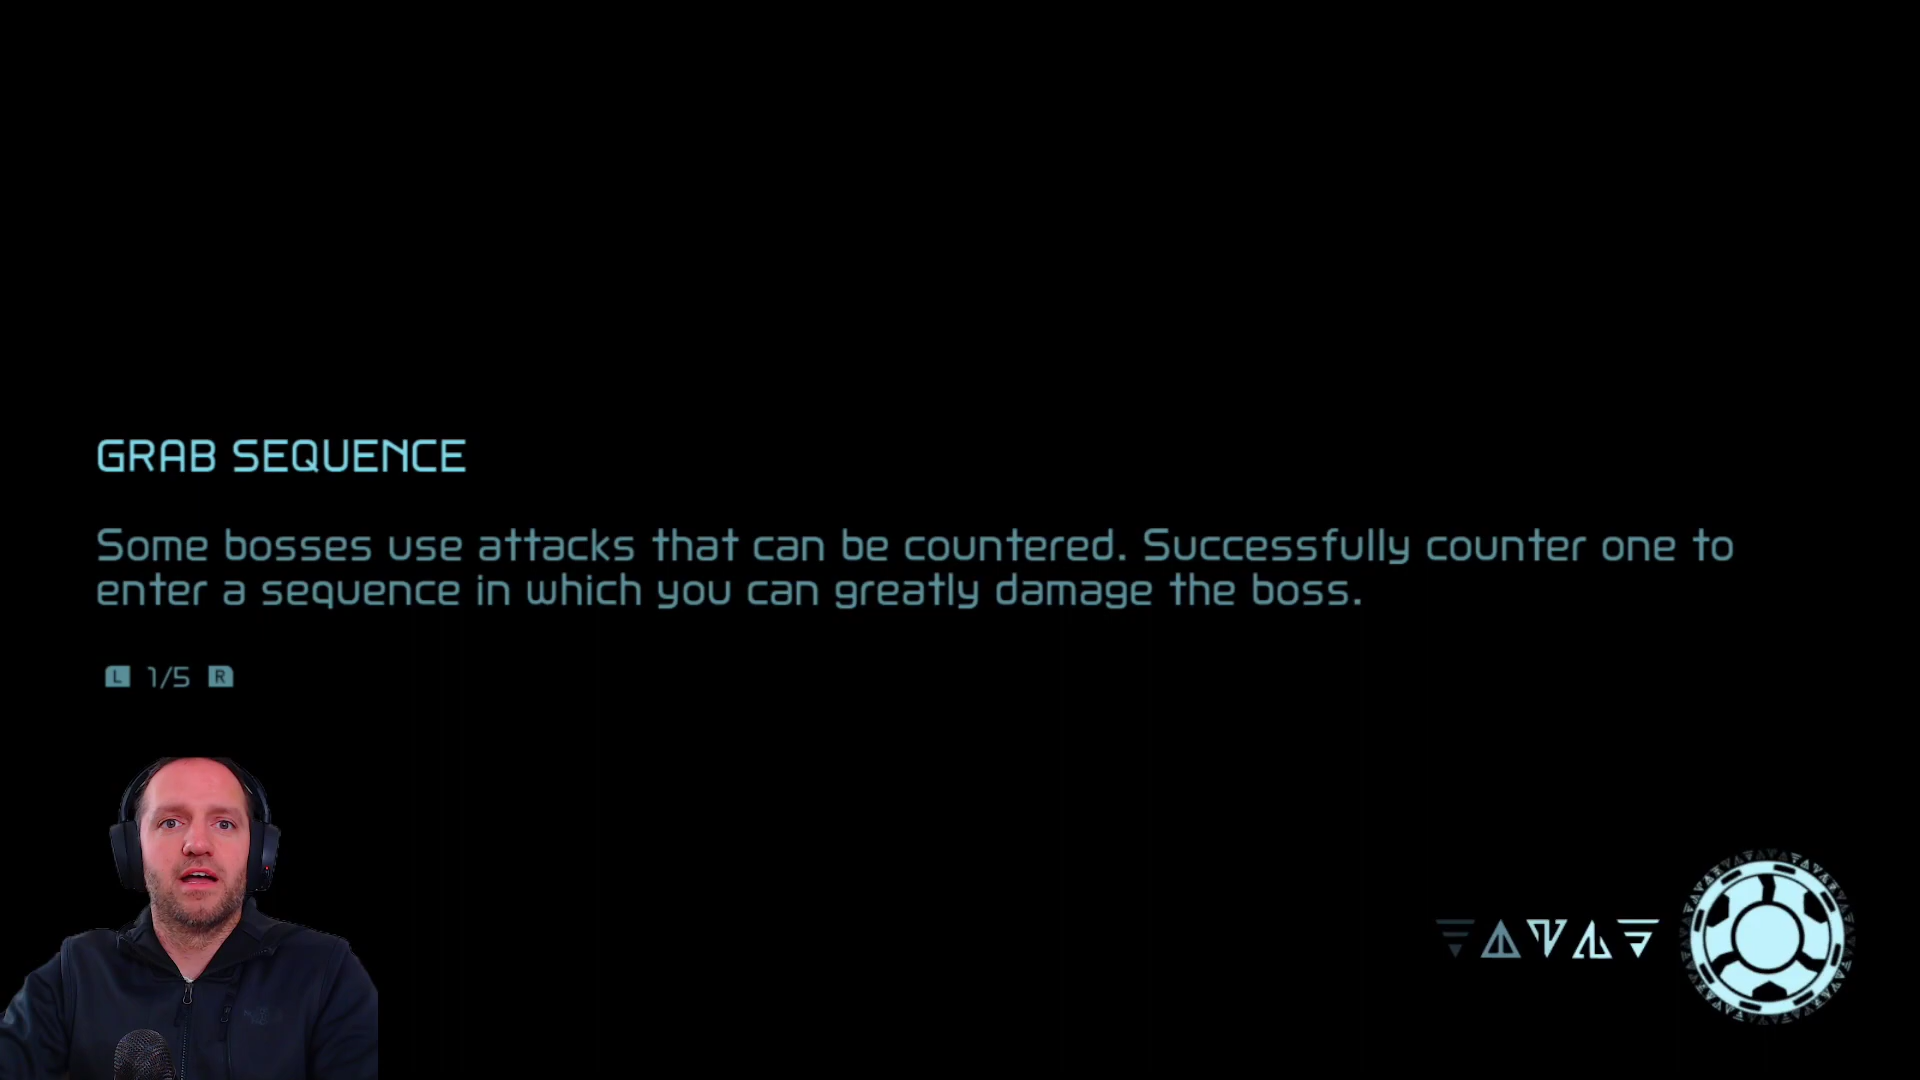 GRAB SEQUENCE
Some bosses use attacks that can be countered. Successfully counter one to
enter a sequence in which you can greatly damage the boss.
L 1/5 R